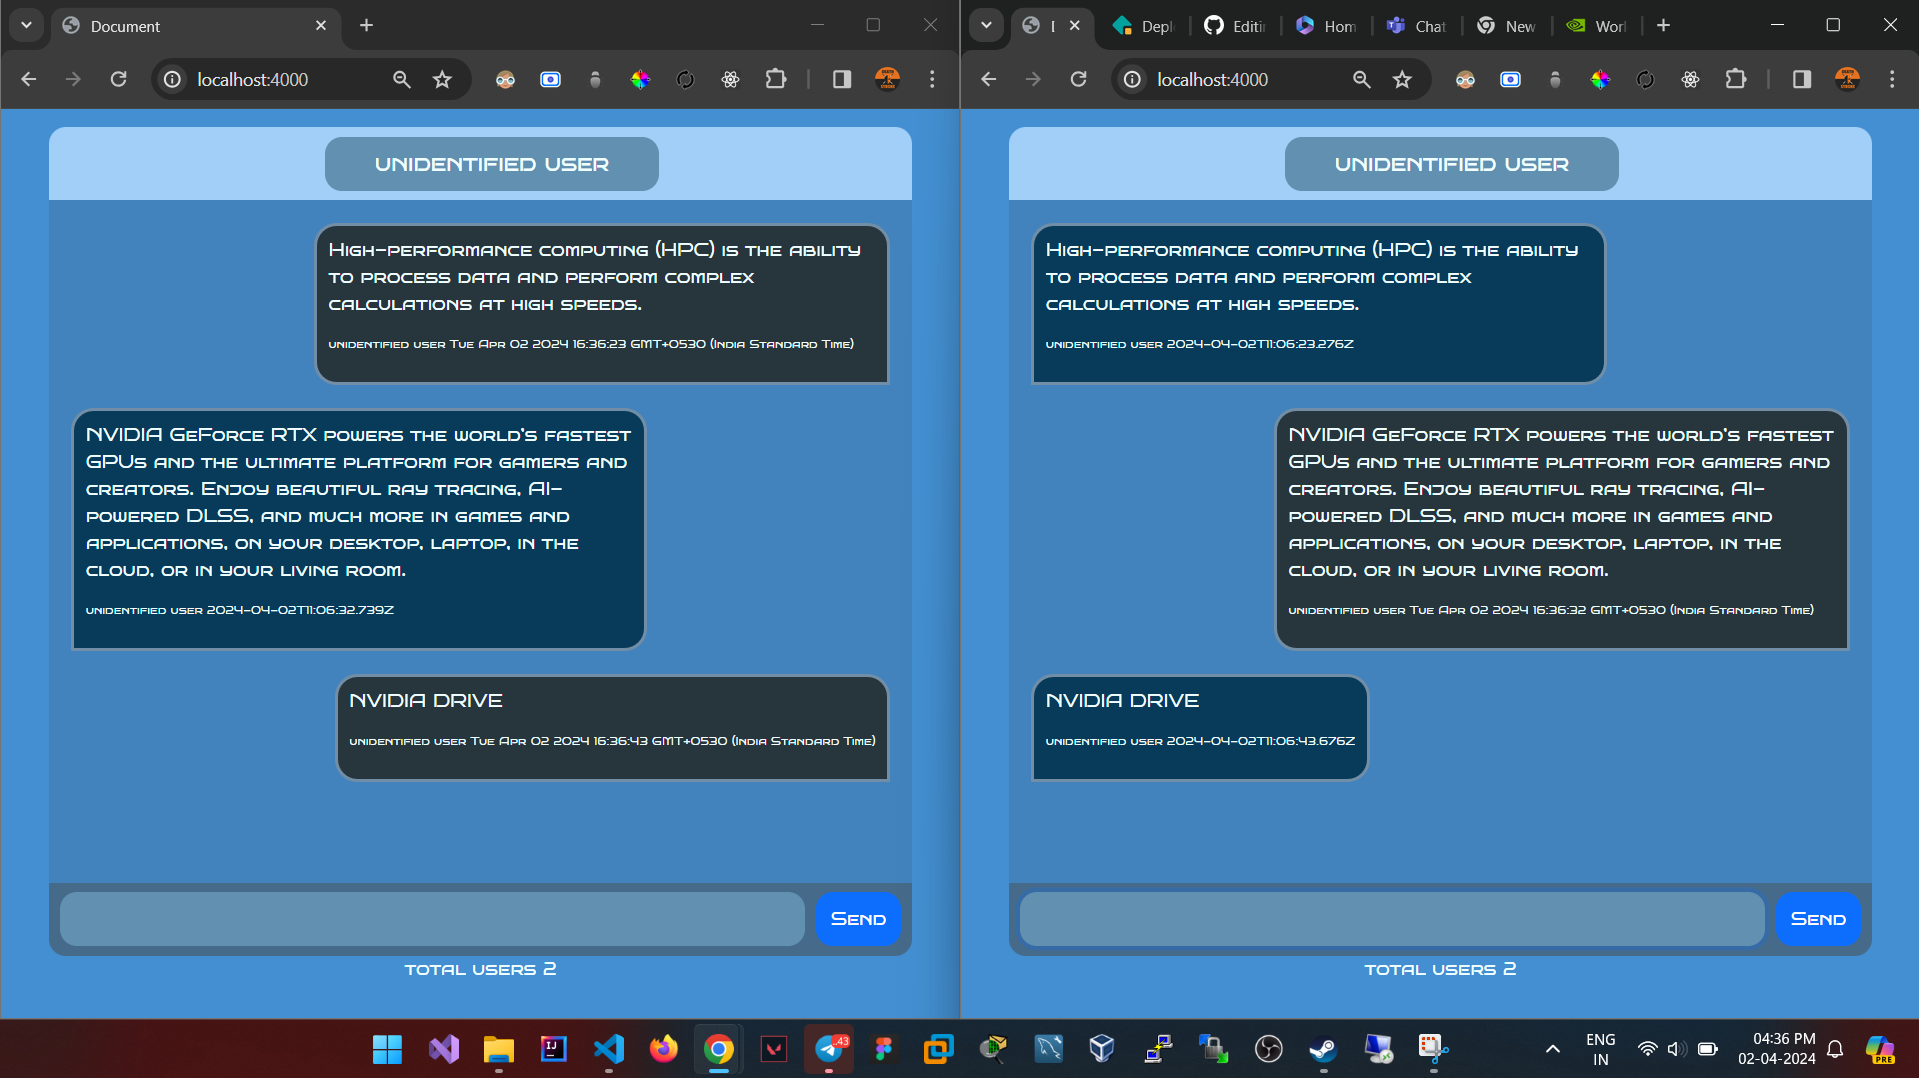 Document
localhost:4000
UNIDENTIFIED USER
High-performance computing (HPC) is the ability
to process data and perform complex
calculations at high speeds.
unidentified user Tue Apr 02 2024 16:36:23 GMT+0530 (India Standard Time)
NVIDIA GeForce RTX powers the world's fastest
GPUs and the ultimate platform for gamers and
creators. Enjoy beautiful ray tracing, AI-
powered DLSS, and much more in games and
applications, on your desktop, laptop, in the
cloud, or in your living room.
unidentified user 2024-04-02T11:06:32.739Z
NVIDIA DRIVE
unidentified user Tue Apr 02 2024 16:36:43 GMT+0530 (India Standard Time)
Send
total users 2
Depl
Editin
Hom
Chat
New
Worl
localhost:4000
UNIDENTIFIED USER
High-performance computing (HPC) is the ability
to process data and perform complex
calculations at high speeds.
unidentified user 2024-04-02T11:06:23.276Z
NVIDIA GeForce RTX powers the world's fastest
GPUs and the ultimate platform for gamers and
creators. Enjoy beautiful ray tracing, AI-
powered DLSS, and much more in games and
applications, on your desktop, laptop, in the
cloud, or in your living room.
unidentified user Tue Apr 02 2024 16:36:32 GMT+0530 (India Standard Time)
NVIDIA DRIVE
unidentified user 2024-04-02T11:06:43.676Z
Send
total users 2
IJ
43
ENG
IN
04:36 PM
02-04-2024
PRE